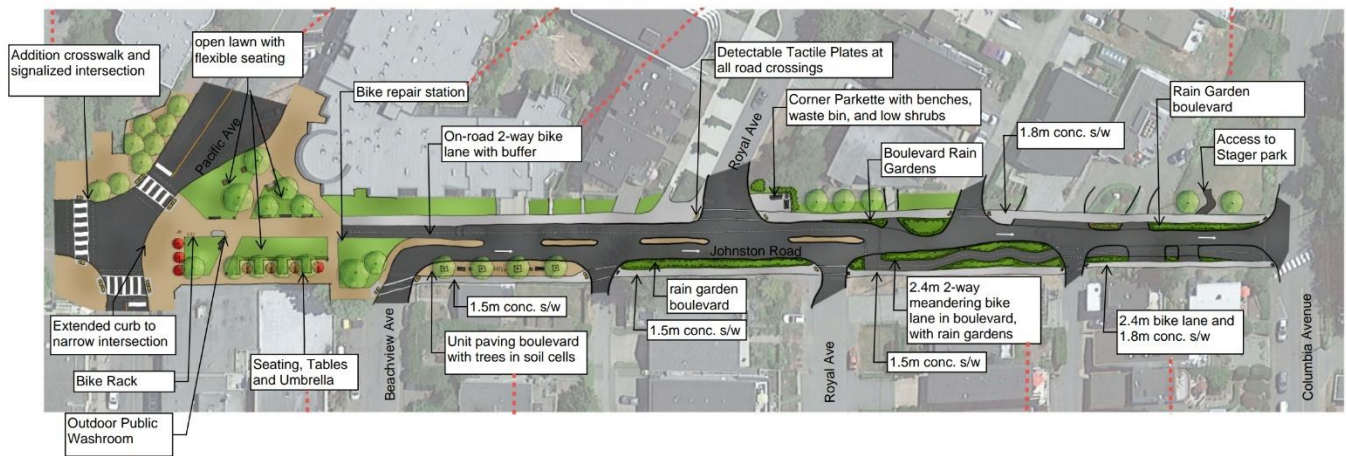 Addition crosswalk and
signalized intersection
open lawn with
flexible seating
Bike repair station
On-road 2-way bike
lane with buffer
Detectable Tactile Plates at
all road crossings
Corner Parkette with benches,
waste bin, and low shrubs
Boulevard Rain
Gardens
1.8m conc. s/w
Rain Garden
boulevard
Access to
Stager park
Pacific Ave
Royal Ave
Johnston Road
Extended curb to
narrow intersection
Bike Rack
Outdoor Public
Washroom
Seating, Tables
and Umbrella
Beachview Ave
1.5m conc. s/w
Unit paving boulevard
with trees in soil cells
rain garden
boulevard
1.5m conc. s/w
Royal Ave
2.4m 2-way
meandering bike
lane in boulevard,
with rain gardens
1.5m conc. s/w
2.4m bike lane and
1.8m conc. s/w
Columbia Avenue